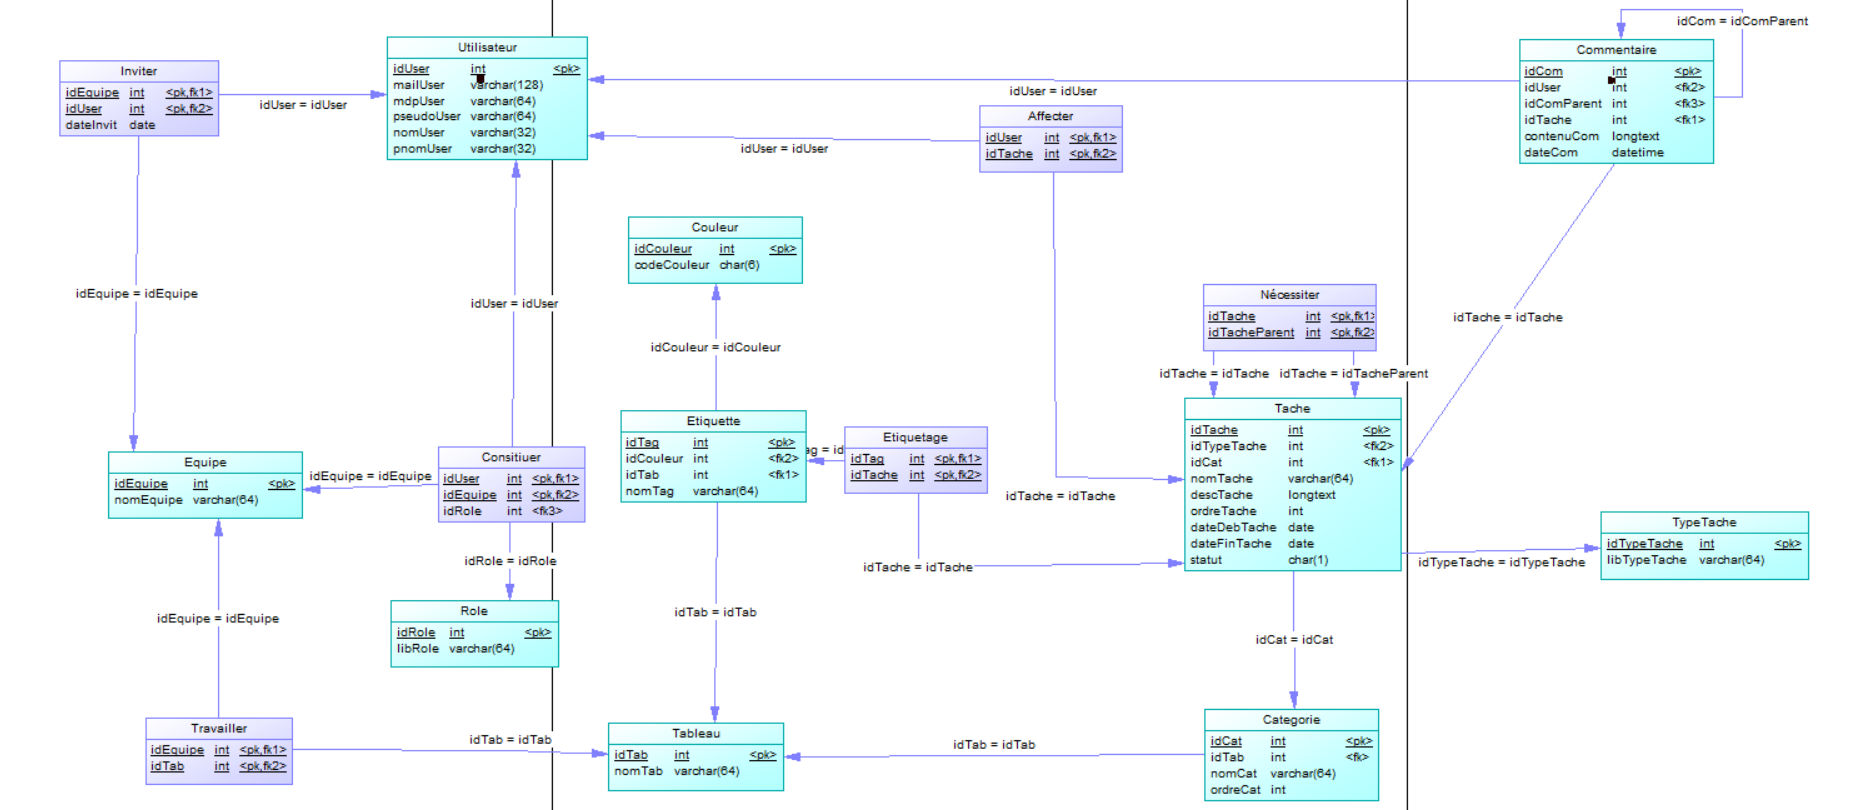 idCom = idComParent
Utilisateur
idUser int <pk>
mailUser varchar(128)
mdpUser varchar(64)
pseudoUser varchar(64)
nomUser varchar(32)
pnomUser varchar(32)
Commentaire
idCom int <pk>
idUser int <fk2>
idComParent int <fk3>
idTache int <fk1>
contenuCom longtext
dateCom datetime
Inviter
idEquipe int <pk,fk1>
idUser int <pk,fk2>
dateInvit date
idUser = idUser
idUser = idUser
Affecter
idUser int <pk,fk1>
idTache int <pk,fk2>
idUser = idUser
Couleur
idCouleur int <pk>
codeCouleur char(6)
idEquipe = idEquipe
idUser = idUser
Nécessiter
idTache int <pk,fk1>
idTacheParent int <pk,fk2>
idTache = idTache
idCouleur = idCouleur
idTache = idTache idTache = idTacheParent
Tache
idTache int <pk>
idTypeTache int <fk2>
idCat int <fk1>
nomTache varchar(64)
descTache longtext
ordreTache int
dateDebTache date
dateFinTache date
statut char(1)
Etiquette
idTag int <pk>
idCouleur int <fk2>
idTab int <fk1>
nomTag varchar(64)
ag = id
Etiquetage
idTag int <pk,fk1>
idTache int <pk,fk2>
Equipe
idEquipe int <pk>
nomEquipe varchar(64)
idEquipe = idEquipe
Consitiuer
idUser int <pk,fk1>
idEquipe int <pk,fk2>
idRole int <fk3>
idTache = idTache
TypeTache
idTypeTache int <pk>
libTypeTache varchar(64)
idRole = idRole
idTache = idTache
idTypeTache = idTypeTache
Role
idRole int <pk>
libRole varchar(64)
idEquipe = idEquipe
idTab = idTab
idCat = idCat
Travailler
idEquipe int <pk,fk1>
idTab int <pk,fk2>
idTab = idTab
Tableau
idTab int <pk>
nomTab varchar(64)
idTab = idTab
Categorie
idCat int <pk>
idTab int <fk>
nomCat varchar(64)
ordreCat int